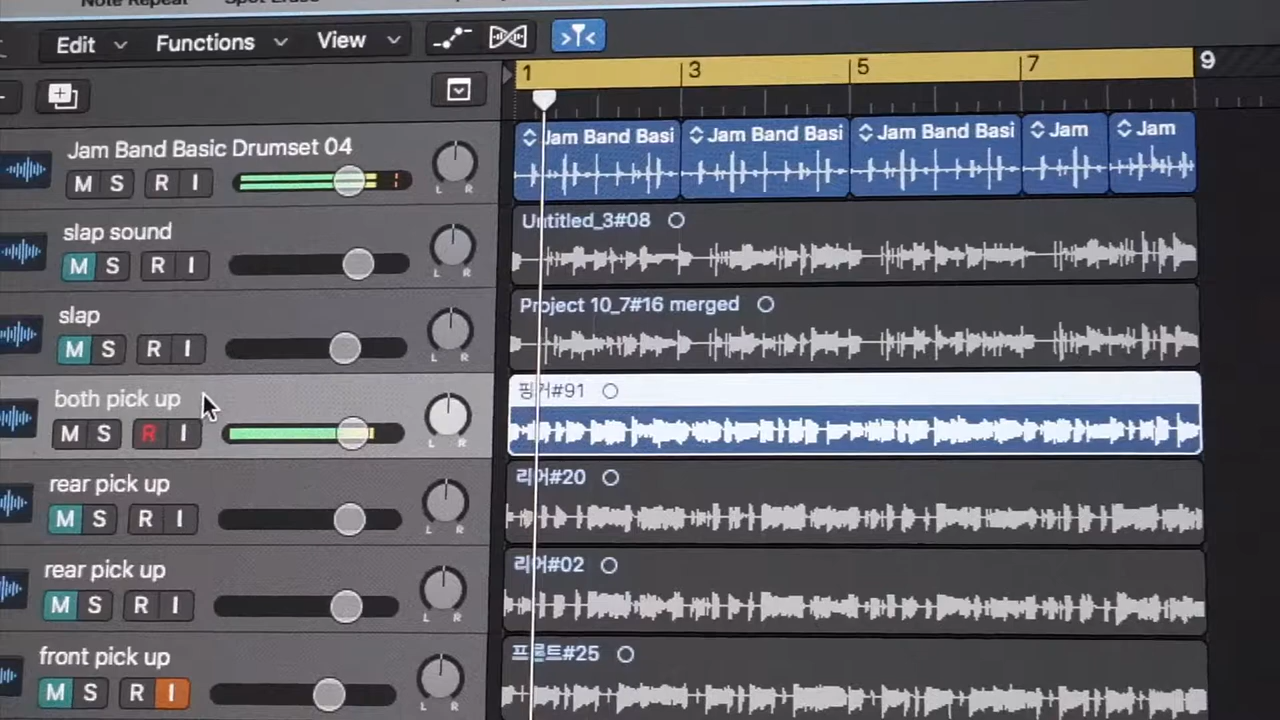 Note Repeat
Edit Functions View
1 3 5 7 9
Jam Band Basic Drumset 04
M S R I
L R
Jam Band Basi Jam Band Basi Jam Band Basi Jam Jam
slap sound
M S R I
L R
Untitled_3#08
slap
M S R I
L R
Project 10_7#16 merged
both pick up
M S R I
L R
핑거#91
rear pick up
M S R I
L R
리어#20
rear pick up
M S R I
L R
리어#02
front pick up
M S R I
L R
프론트#25